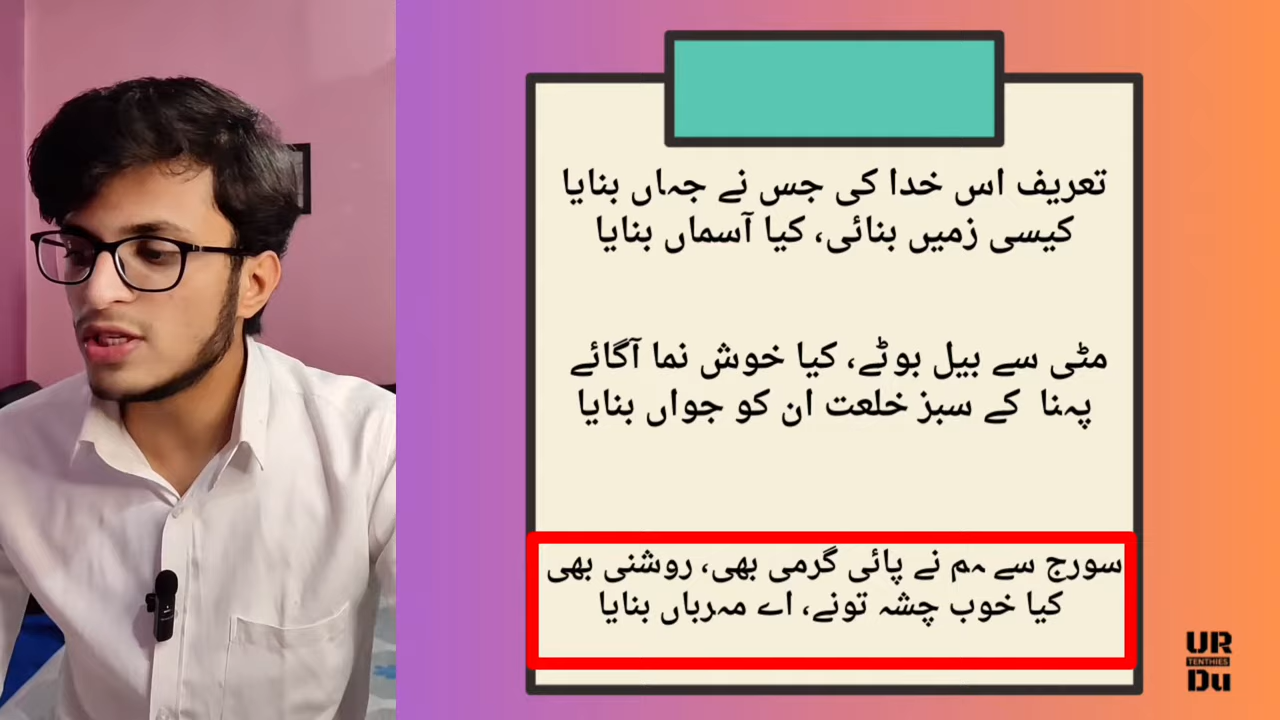 تعریف اس خدا کی جس نے جہاں بنایا
کیسی زمیں بنائی، کیا آسماں بنایا
مٹی سے بیل بوٹے، کیا خوش نما آگائے
پہنا کے سبز خلعت ان کو جواں بنایا
سورج سے ہم نے پائی گرمی بھی، روشنی بھی
کیا خوب چشہ تونے، اے مہرباں بنایا
UR
TENTHIES
Du